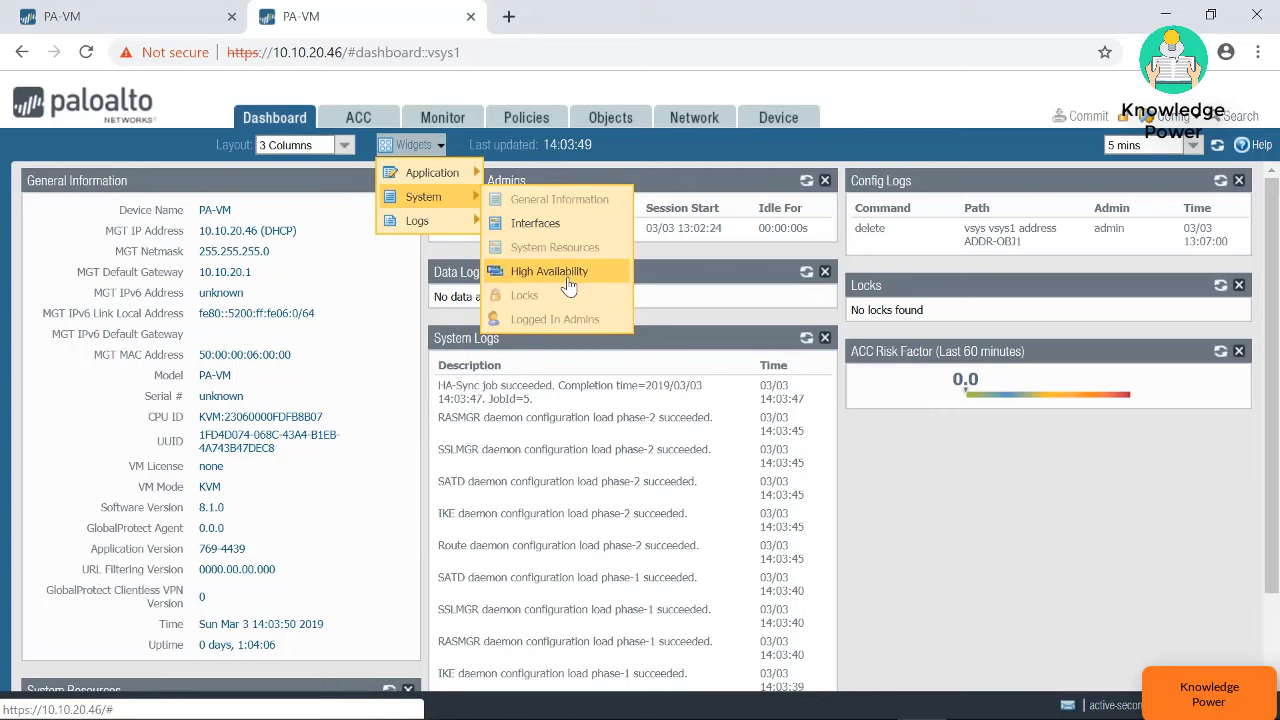 PA-VM
PA-VM
Not secure
https://10.10.20.46/#dashboard::vsys1
paloalto
NETWORKS
Dashboard
ACC
Monitor
Policies
Objects
Network
Device
Commit
Config
Search
Knowledge
Power
Layout:
3 Columns
Widgets
Last updated:
14:03:49
5 mins
Help
Application
System
Logs
General Information
Interfaces
System Resources
High Availability
Locks
Logged In Admins
General Information
Device Name PA-VM
MGT IP Address 10.10.20.46 (DHCP)
MGT Netmask 255.255.255.0
MGT Default Gateway 10.10.20.1
MGT IPv6 Address unknown
MGT IPv6 Link Local Address fe80::5200:ff:fe06:0/64
MGT IPv6 Default Gateway
MGT MAC Address 50:00:00:06:00:00
Model PA-VM
Serial # unknown
CPU ID KVM:23060000FDFB8B07
UUID 1FD4D074-068C-43A4-B1EB-
4A743B47DEC8
VM License none
VM Mode KVM
Software Version 8.1.0
GlobalProtect Agent 0.0.0
Application Version 769-4439
URL Filtering Version 0000.00.00.000
GlobalProtect Clientless VPN
Version 0
Time Sun Mar 3 14:03:50 2019
Uptime 0 days, 1:04:06
System Resources
Admins
Session Start Idle For
03/03 13:02:24 00:00:00s
Data Log
No data a
System Logs
Description Time
HA-Sync job succeeded. Completion time=2019/03/03 03/03
14:03:47. JobId=5. 14:03:47
RASMGR daemon configuration load phase-2 succeeded. 03/03
14:03:45
SSLMGR daemon configuration load phase-2 succeeded. 03/03
14:03:45
SATD daemon configuration load phase-2 succeeded. 03/03
14:03:45
IKE daemon configuration load phase-2 succeeded. 03/03
14:03:45
Route daemon configuration load phase-2 succeeded. 03/03
14:03:45
SATD daemon configuration load phase-1 succeeded. 03/03
14:03:40
SSLMGR daemon configuration load phase-1 succeeded. 03/03
14:03:40
RASMGR daemon configuration load phase-1 succeeded. 03/03
14:03:40
IKE daemon configuration load phase-1 succeeded. 03/03
14:03:39
Config Logs
Command Path Admin Time
delete vsys vsys1 address admin 03/03
ADDR-OBJ1 13:07:00
Locks
No locks found
ACC Risk Factor (Last 60 minutes)
0.0
https://10.10.20.46/#
active-secon
Knowledge
Power